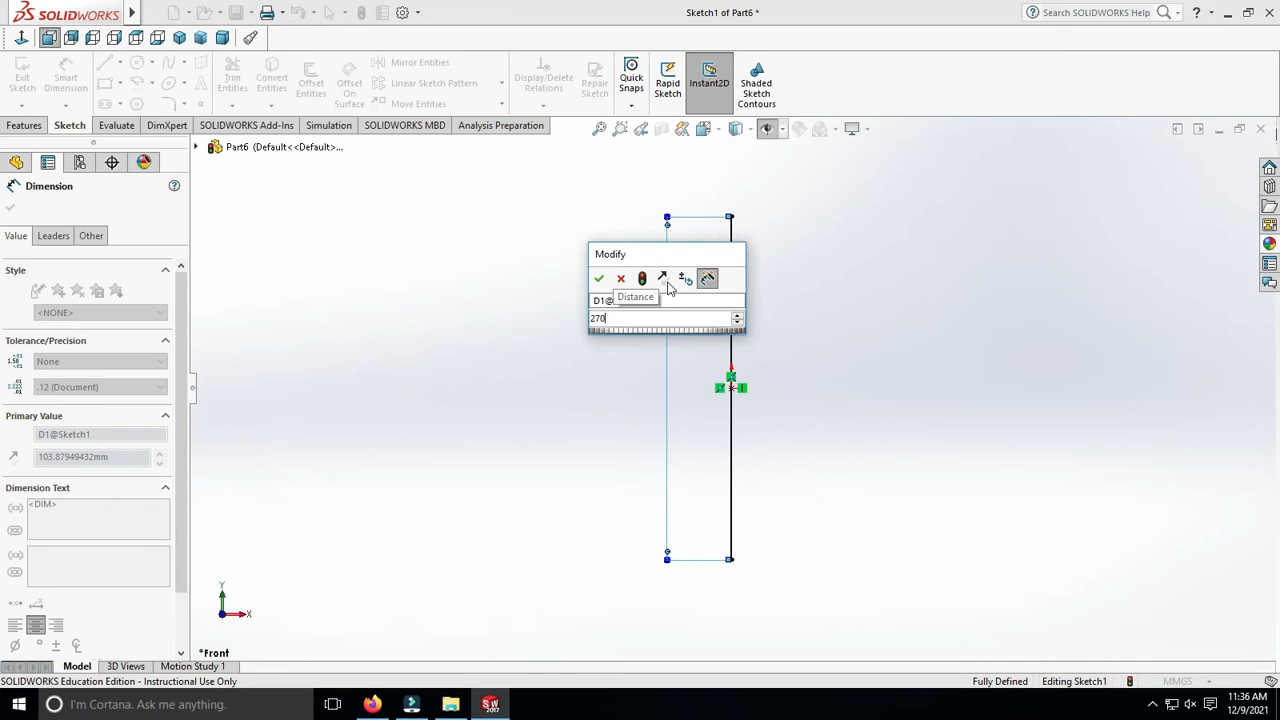 SOLIDWORKS
Sketch1 of Part6 *
Search SOLIDWORKS Help
Exit Sketch
Smart Dimension
Trim Entities
Convert Entities
Offset Entities
Offset On Surface
Mirror Entities
Linear Sketch Pattern
Move Entities
Display/Delete Relations
Repair Sketch
Quick Snaps
Rapid Sketch
Instant2D
Shaded Sketch Contours
Features
Sketch
Evaluate
DimXpert
SOLIDWORKS Add-Ins
Simulation
SOLIDWORKS MBD
Analysis Preparation
Part6 (Default<<Default>...
Dimension
Value
Leaders
Other
Style
<NONE>
Tolerance/Precision
None
.12 (Document)
Primary Value
D1@Sketch1
103.87949432mm
Dimension Text
<DIM>
Modify
Distance
D1@
270
Y
X
*Front
Model
3D Views
Motion Study 1
SOLIDWORKS Education Edition - Instructional Use Only
Fully Defined
Editing Sketch1
MMGS
I'm Cortana. Ask me anything.
11:36 AM
12/9/2021